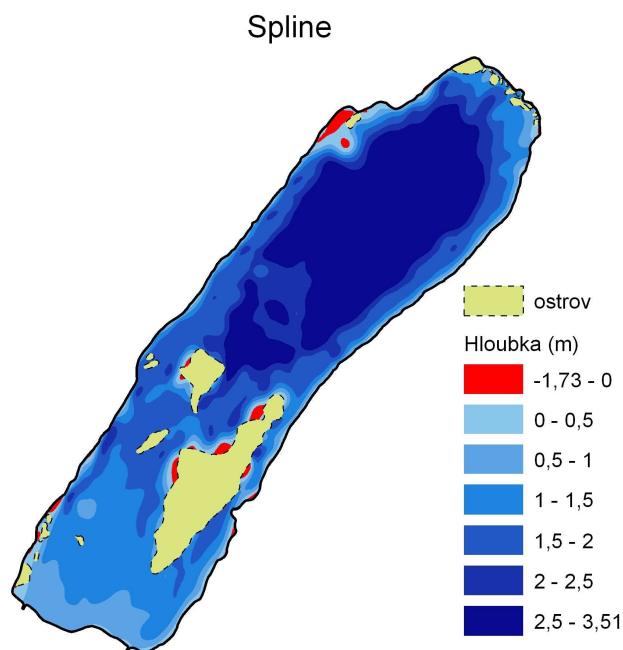 Spline
ostrov
Hloubka (m)
-1,73 - 0
0 - 0,5
0,5 - 1
1 - 1,5
1,5 - 2
2 - 2,5
2,5 - 3,51